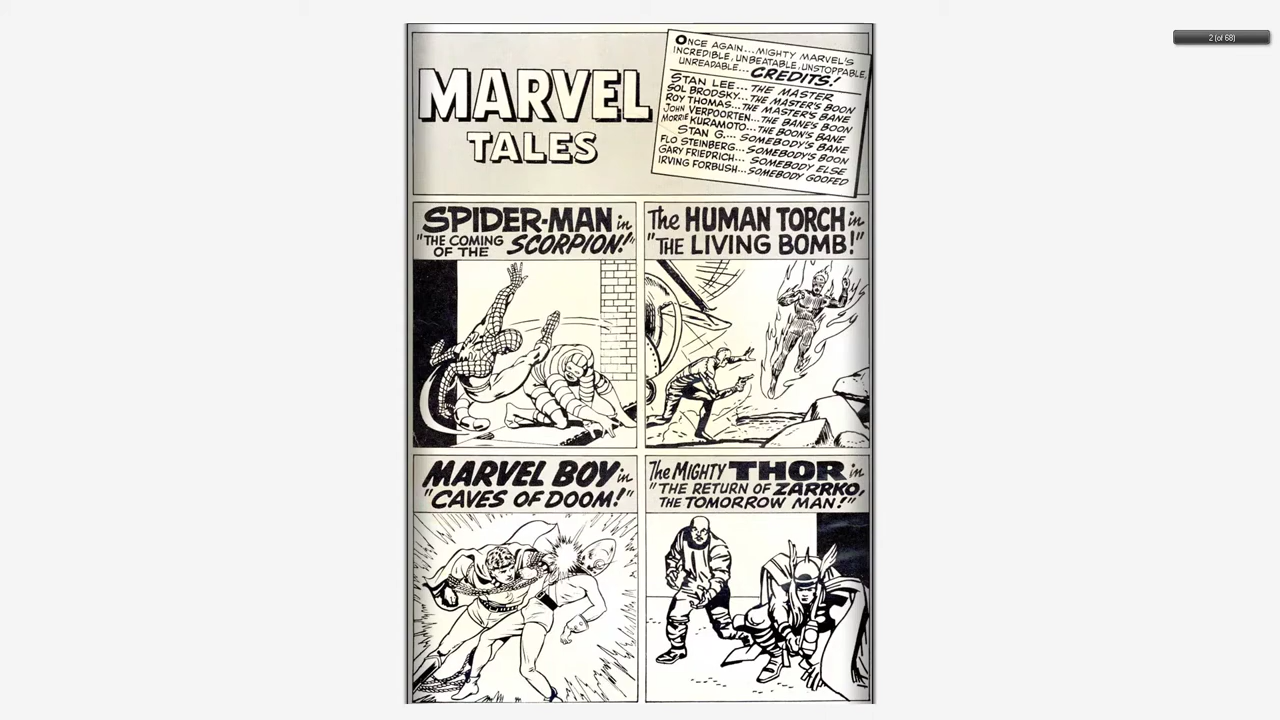 2 (of 68)
MARVEL
TALES
ONCE AGAIN...MIGHTY MARVEL'S
INCREDIBLE, UNBEATABLE, UNSTOPPABLE,
UNREADABLE... CREDITS!
STAN LEE... THE MASTER
SOL BRODSKY... THE MASTER'S BOON
ROY THOMAS...THE MASTER'S BANE
JOHN VERPOORTEN...THE BANE'S BOON
MORRIE KURAMOTO...THE BOON'S BANE
STAN G.... SOMEBODY'S BANE
FLO STEINBERG... SOMEBODY'S BOON
GARY FRIEDRICH... SOMEBODY ELSE
IRVING FORBUSH...SOMEBODY GOOFED
SPIDER-MAN in
"THE COMING
OF THE SCORPION!"
The HUMAN TORCH in
"THE LIVING BOMB!"
MARVEL BOY in
"CAVES OF DOOM!"
The MIGHTY THOR in
"THE RETURN OF ZARRKO,
THE TOMORROW MAN!"